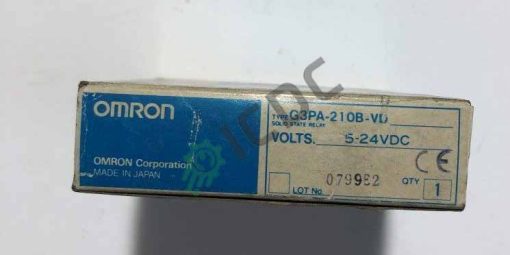 OMRON
OMRON Corporation
MADE IN JAPAN
TYPE G3PA-210B-VD
SOLID STATE RELAY
VOLTS. 5-24VDC
CE
LOT No. 079952
QTY 1
ICDC